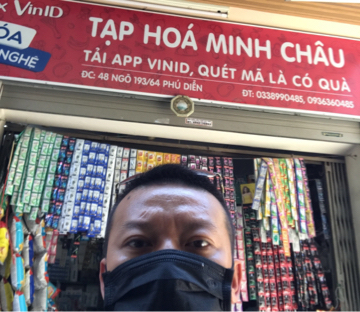 x VinID
TẠP HOÁ MINH CHÂU
ÓA
NGHỆ
TẢI APP VINID, QUÉT MÃ LÀ CÓ QUÀ
ĐC: 48 NGÕ 193/64 PHÚ DIỄN
ĐT: 0338990485, 0936360485